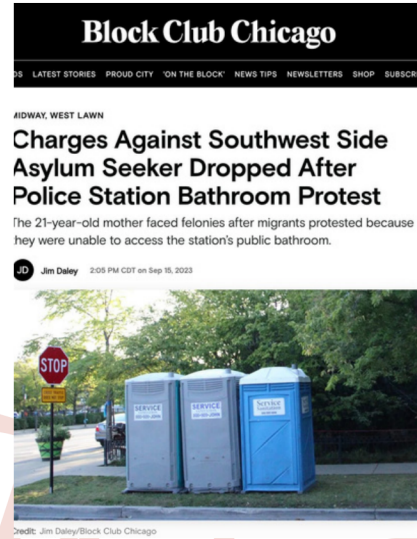 Block Club Chicago
DS LATEST STORIES PROUD CITY 'ON THE BLOCK' NEWS TIPS NEWSLETTERS SHOP SUBSCRI
MIDWAY, WEST LAWN
Charges Against Southwest Side
Asylum Seeker Dropped After
Police Station Bathroom Protest
The 21-year-old mother faced felonies after migrants protested because
they were unable to access the station's public bathroom.
JD Jim Daley 2:05 PM CDT on Sep 15, 2023
STOP
SERVICE
SERVICE
Service
Credit: Jim Daley/Block Club Chicago